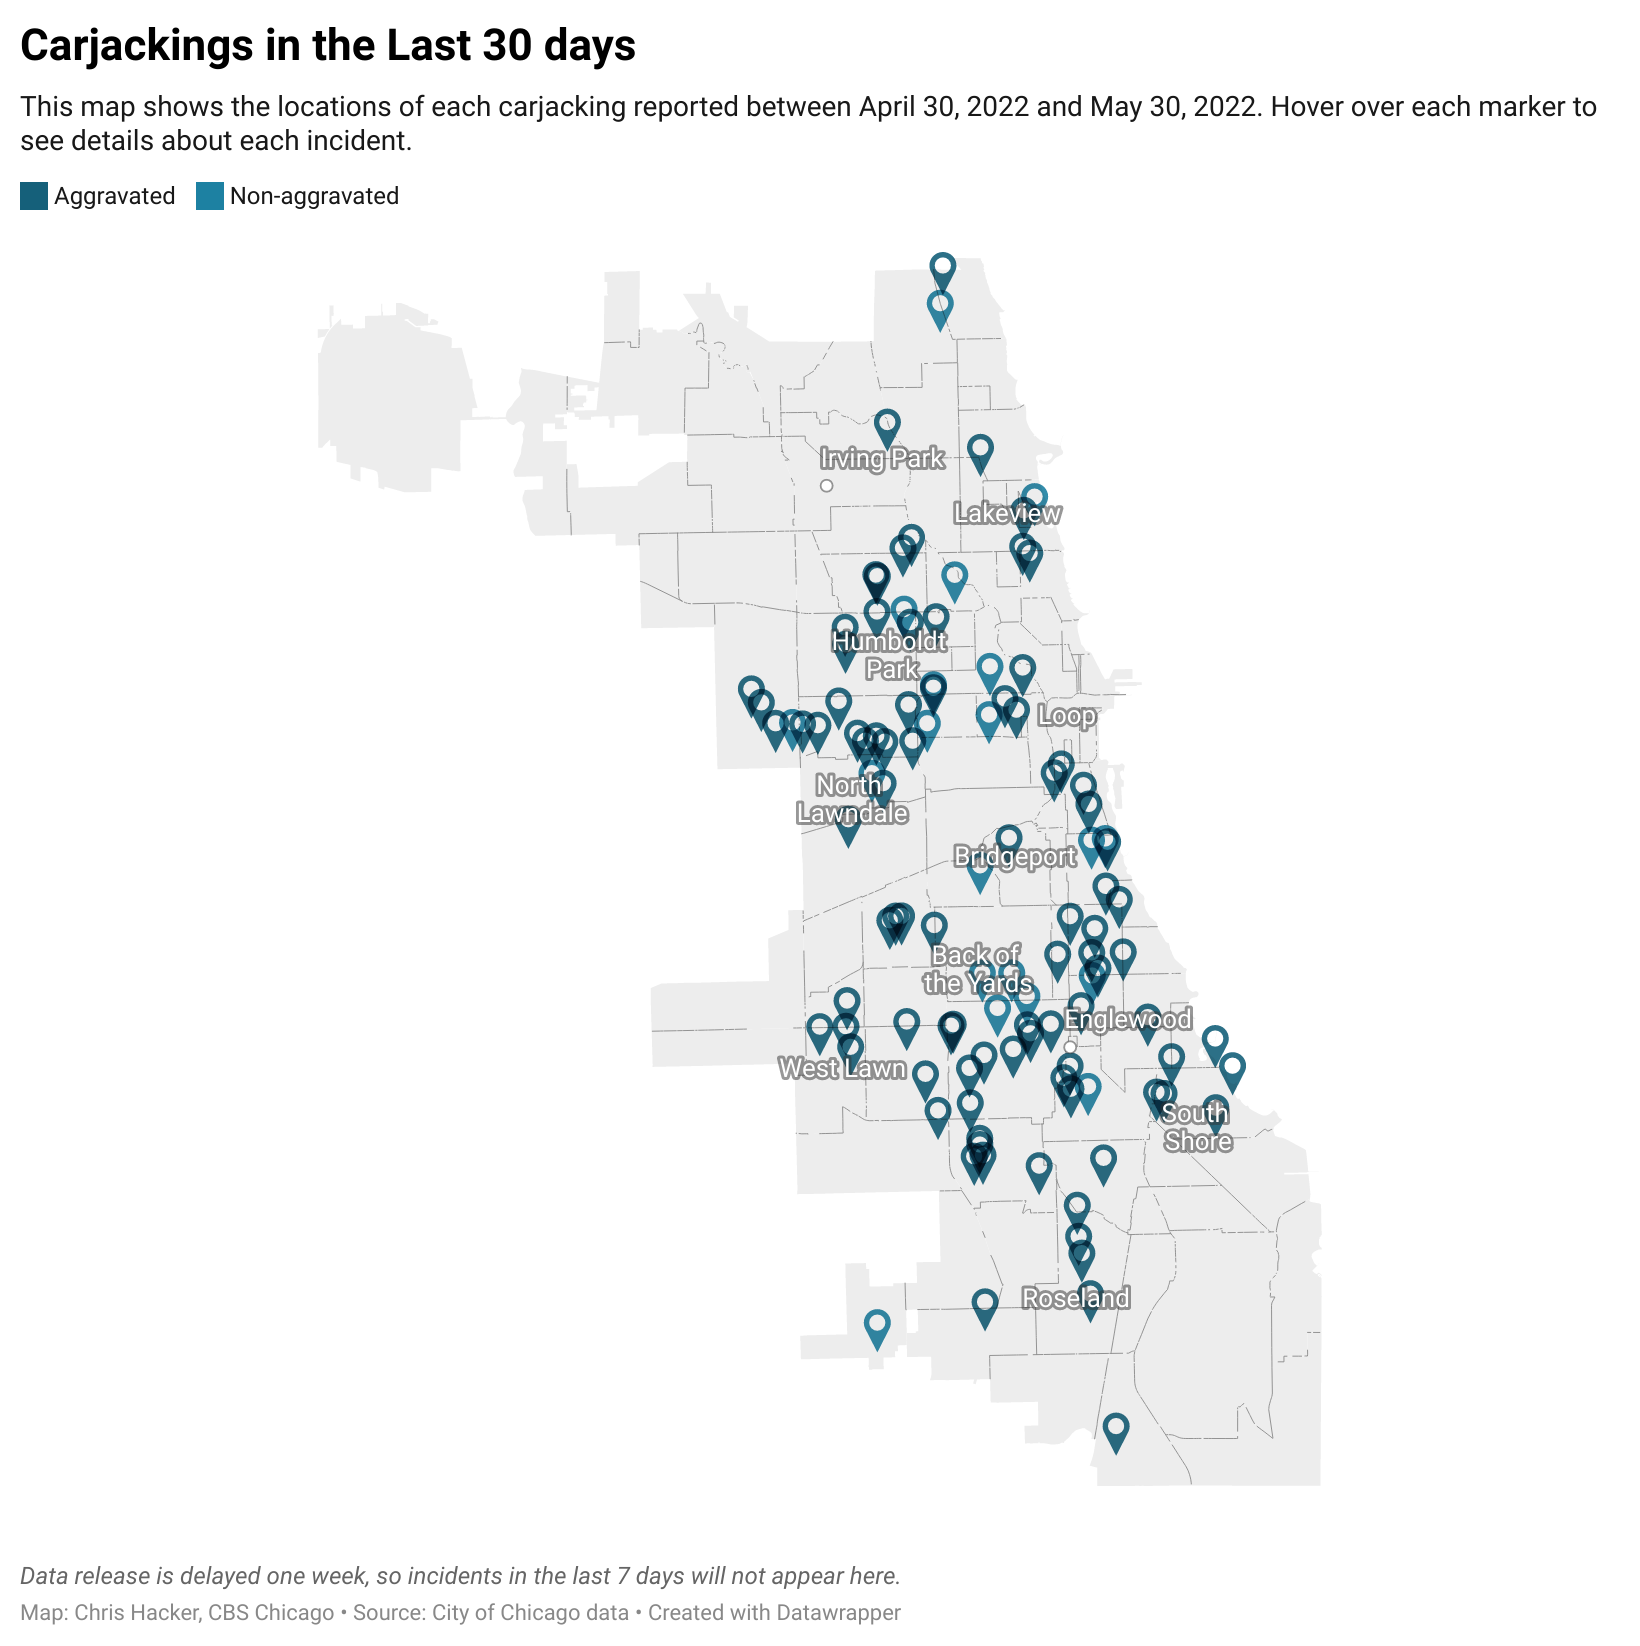 Carjackings in the Last 30 days
This map shows the locations of each carjacking reported between April 30, 2022 and May 30, 2022. Hover over each marker to
see details about each incident.
Aggravated Non-aggravated
Irving Park
Lakeview
Humboldt
Park
Loop
North
Lawndale
Bridgeport
Back of
the Yards
Englewood
West Lawn
South
Shore
Roseland
Data release is delayed one week, so incidents in the last 7 days will not appear here.
Map: Chris Hacker, CBS Chicago • Source: City of Chicago data • Created with Datawrapper